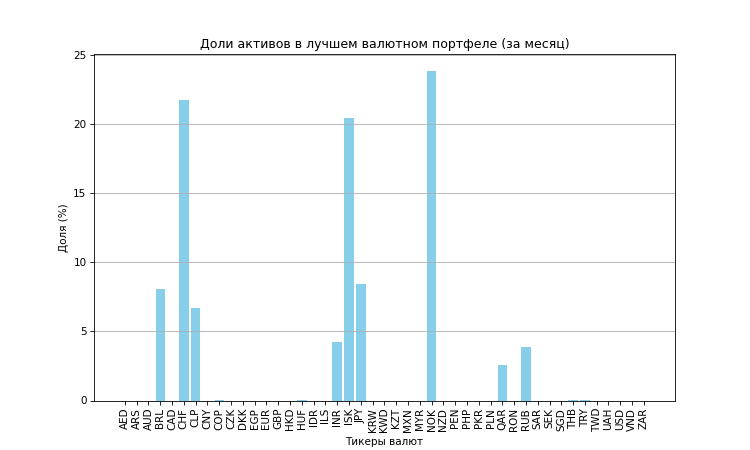 Доли активов в лучшем валютном портфеле (за месяц)
Доля (%)
25
20
15
10
5
0
AED ARS AUD BRL CAD CHF CLP CNY COP CZK DKK EGP EUR GBP HKD HUF IDR ILS INR ISK JPY KRW KWD KZT MXN MYR NOK NZD PEN PHP PKR PLN QAR RON RUB SAR SEK SGD THB TRY TWD UAH USD VND ZAR
Тикеры валют